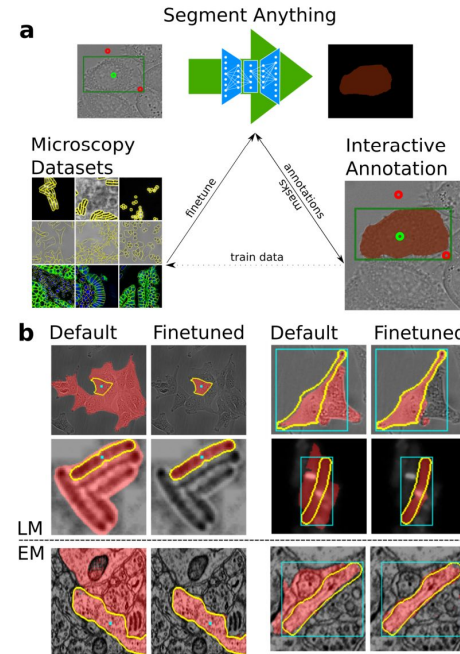 a
Segment Anything
Microscopy
Datasets
Interactive
Annotation
finetune
annotations
masks
train data
b
Default
Finetuned
Default
Finetuned
LM
EM